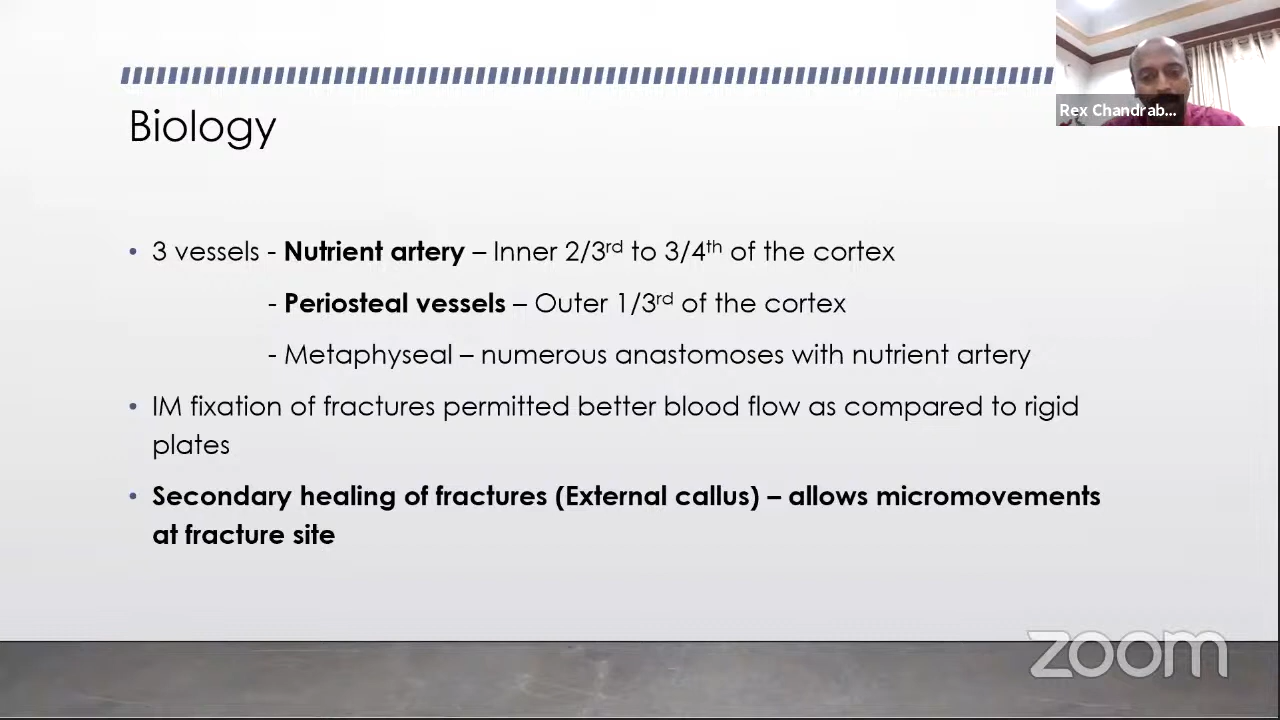 Rex Chandrab...
Biology
• 3 vessels - Nutrient artery – Inner 2/3rd to 3/4th of the cortex
- Periosteal vessels – Outer 1/3rd of the cortex
- Metaphyseal – numerous anastomoses with nutrient artery
• IM fixation of fractures permitted better blood flow as compared to rigid
plates
• Secondary healing of fractures (External callus) – allows micromovements
at fracture site
zoom